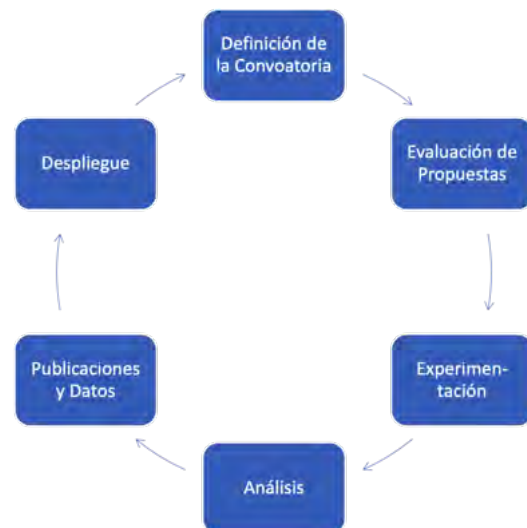 Definición de
la Convoatoria
Evaluación de
Propuestas
Experimen-
tación
Análisis
Publicaciones
y Datos
Despliegue